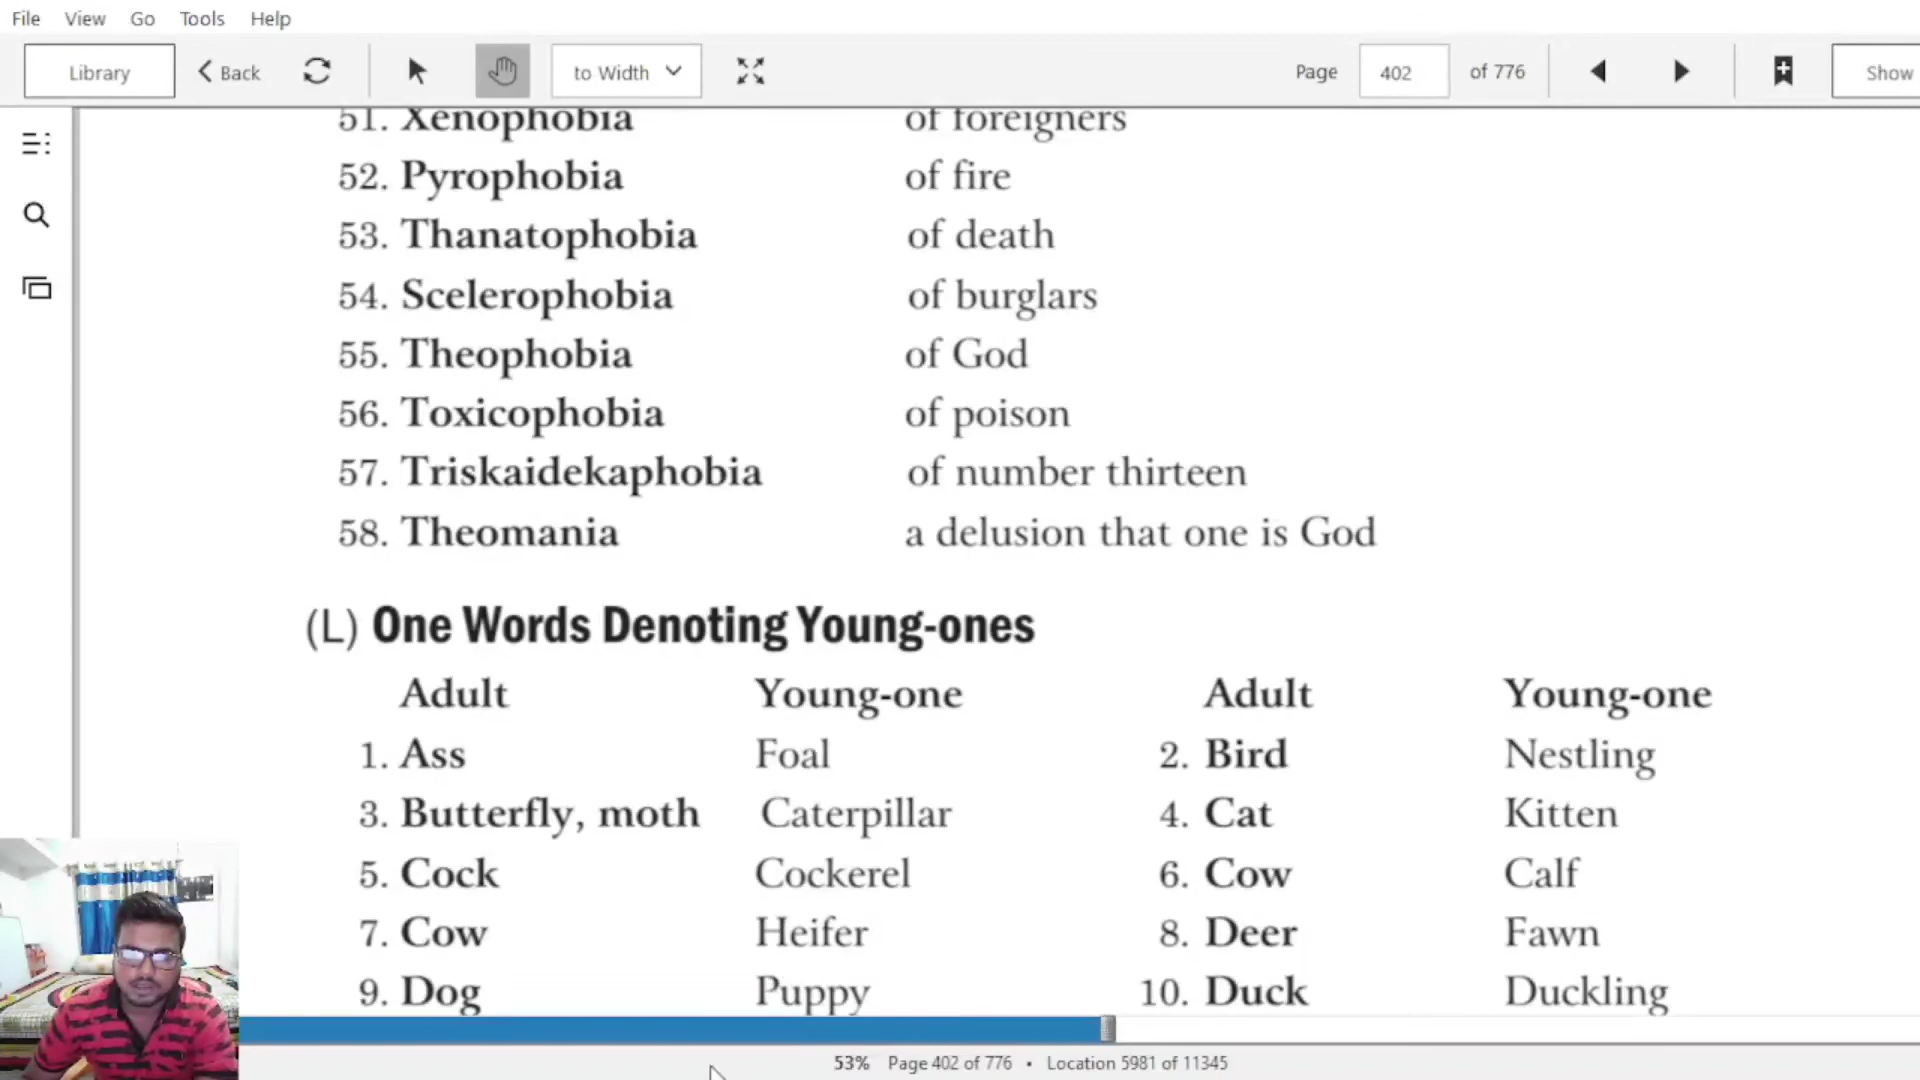 File View Go Tools Help
Library Back to Width Page 402 of 776 Show
51. Xenophobia of foreigners
52. Pyrophobia of fire
53. Thanatophobia of death
54. Scelerophobia of burglars
55. Theophobia of God
56. Toxicophobia of poison
57. Triskaidekaphobia of number thirteen
58. Theomania a delusion that one is God
(L) One Words Denoting Young-ones
Adult Young-one Adult Young-one
1. Ass Foal 2. Bird Nestling
3. Butterfly, moth Caterpillar 4. Cat Kitten
5. Cock Cockerel 6. Cow Calf
7. Cow Heifer 8. Deer Fawn
9. Dog Puppy 10. Duck Duckling
53% Page 402 of 776 • Location 5981 of 11345